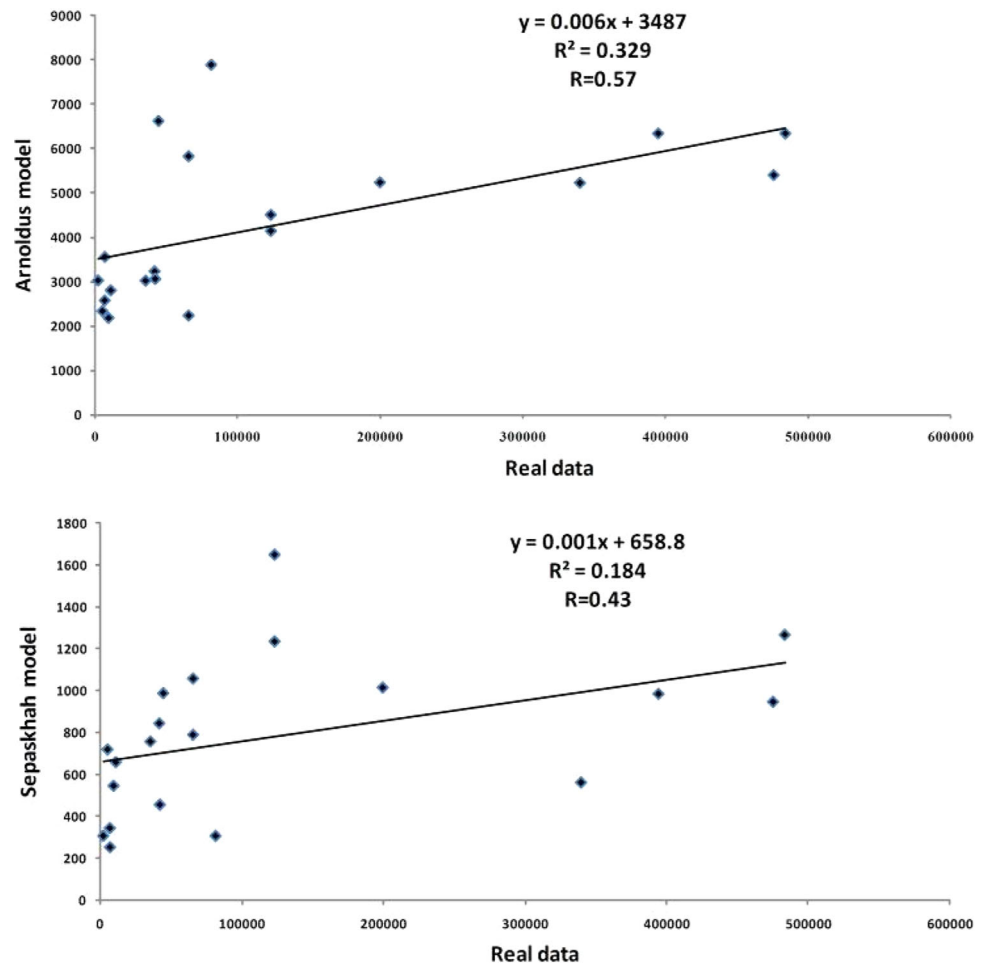 9000
y = 0.006x + 3487
8000
R² = 0.329
R=0.57
7000
6000
5000
4000
3000
2000
1000
0
Arnoldus model
0 100000 200000 300000 400000 500000 600000
Real data
1800
y = 0.001x + 658.8
1600
R² = 0.184
R=0.43
1400
1200
1000
800
600
400
200
0
Sepaskhah model
0 100000 200000 300000 400000 500000 600000
Real data